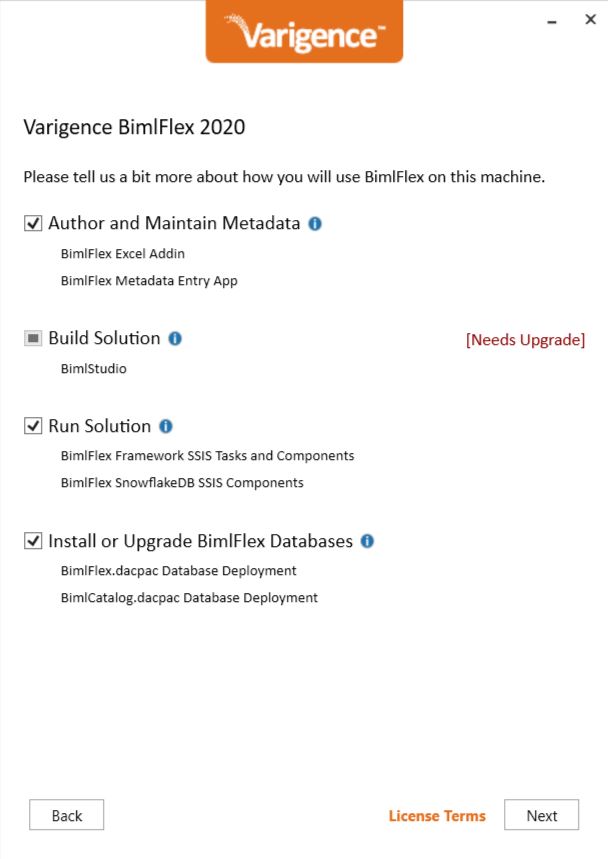 Varigence™
Varigence BimlFlex 2020
Please tell us a bit more about how you will use BimlFlex on this machine.
Author and Maintain Metadata
BimlFlex Excel Addin
BimlFlex Metadata Entry App
Build Solution [Needs Upgrade]
BimlStudio
Run Solution
BimlFlex Framework SSIS Tasks and Components
BimlFlex SnowflakeDB SSIS Components
Install or Upgrade BimlFlex Databases
BimlFlex.dacpac Database Deployment
BimlCatalog.dacpac Database Deployment
Back License Terms Next